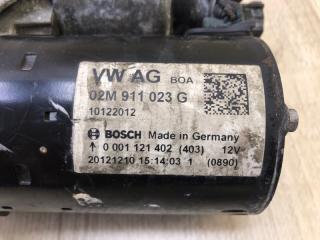 VW AG BOA
02M 911 023 G
10122012
BOSCH Made in Germany
↑ 0 001 121 402 (403) 12V
20121210 15:14:03 1 (0890)